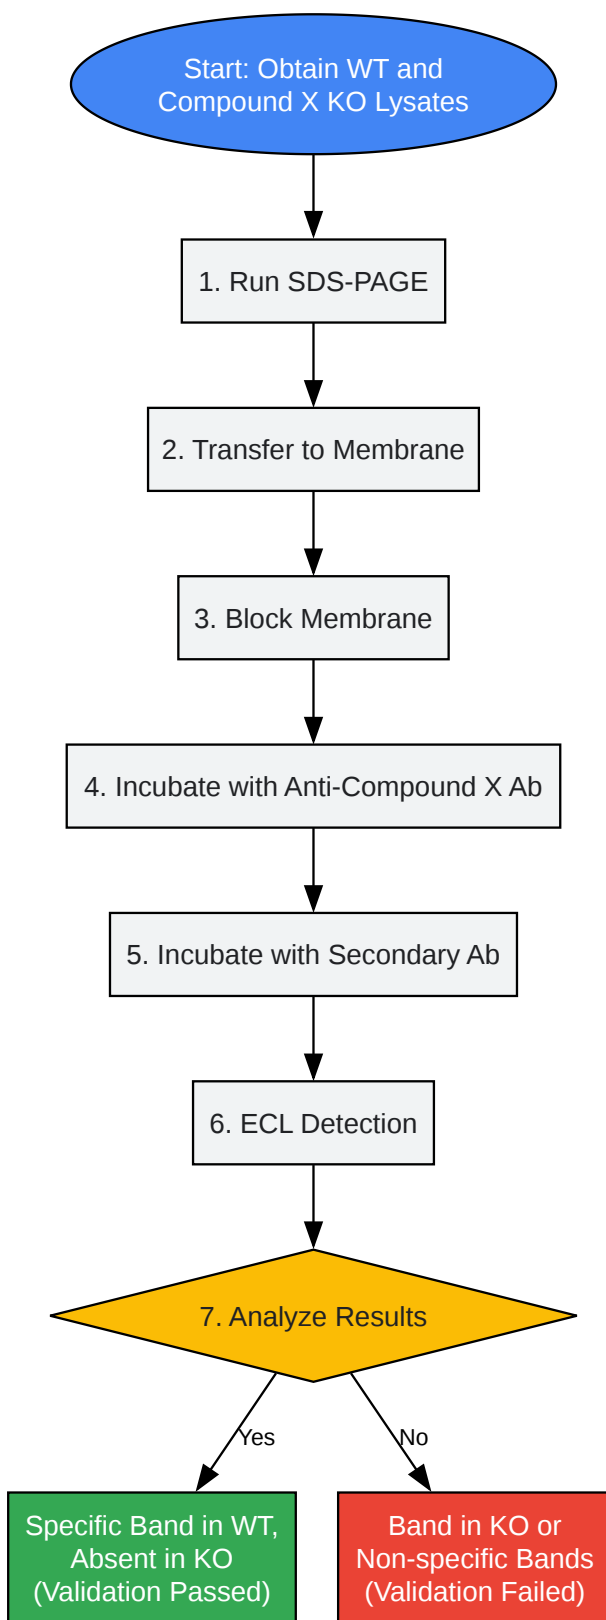 Start: Obtain WT and
Compound X KO Lysates
1. Run SDS-PAGE
2. Transfer to Membrane
3. Block Membrane
4. Incubate with Anti-Compound X Ab
5. Incubate with Secondary Ab
6. ECL Detection
7. Analyze Results
Yes
No
Specific Band in WT,
Absent in KO
(Validation Passed)
Band in KO or
Non-specific Bands
(Validation Failed)